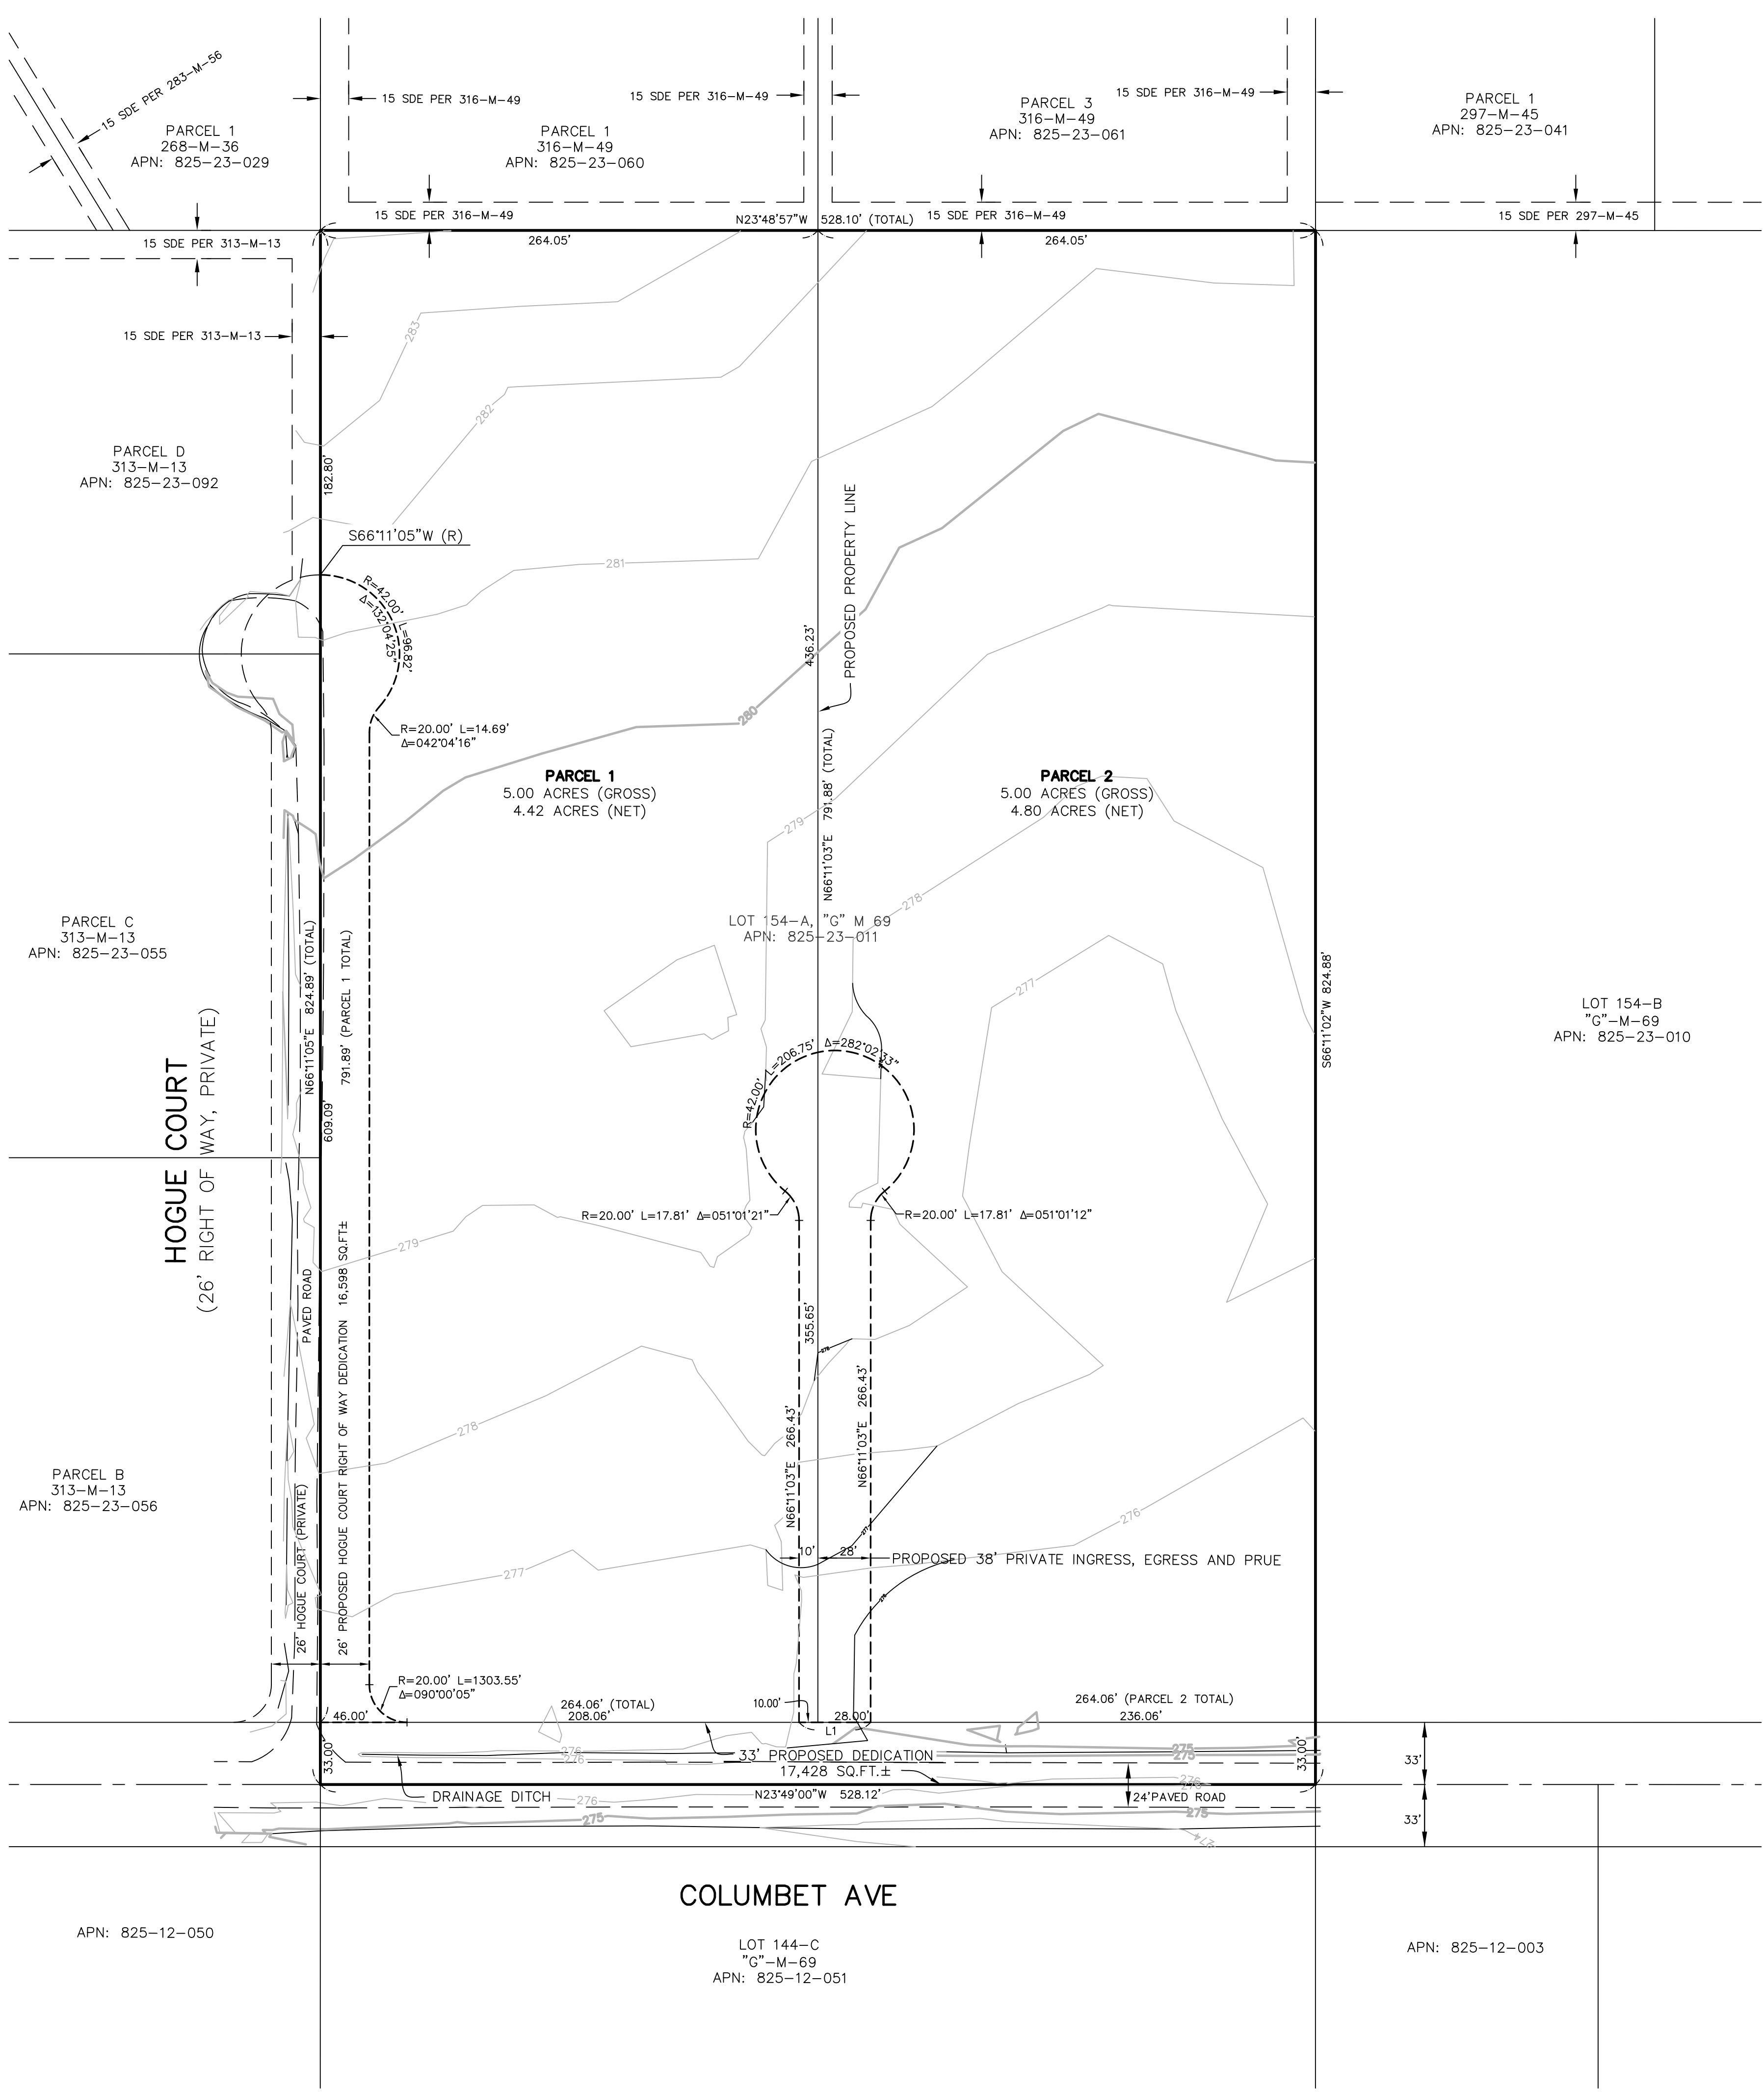 15 SDE PER 283-M-56
PARCEL 1
268-M-36
APN: 825-23-029
15 SDE PER 316-M-49
PARCEL 1
316-M-49
APN: 825-23-060
15 SDE PER 316-M-49
PARCEL 3
316-M-49
APN: 825-23-061
15 SDE PER 316-M-49
PARCEL 1
297-M-45
APN: 825-23-041
15 SDE PER 316-M-49
N23°48'57"W 528.10' (TOTAL)
15 SDE PER 316-M-49
15 SDE PER 297-M-45
15 SDE PER 313-M-13
264.05'
264.05'
15 SDE PER 313-M-13
283
282
PARCEL D
313-M-13
APN: 825-23-092
182.80'
S66°11'05"W (R)
281
R=42.00'
L=96.82'
Δ=132°04'25"
436.23'
PROPOSED PROPERTY LINE
280
R=20.00' L=14.69'
Δ=042°04'16"
PARCEL 1
5.00 ACRES (GROSS)
4.42 ACRES (NET)
N66°11'03"E 791.88' (TOTAL)
PARCEL 2
5.00 ACRES (GROSS)
4.80 ACRES (NET)
279
278
LOT 154-A, "G" M 69
APN: 825-23-011
PARCEL C
313-M-13
APN: 825-23-055
N66°11'05"E 824.89' (TOTAL)
791.89' (PARCEL 1 TOTAL)
609.09'
277
S66°11'02"W 824.88'
LOT 154-B
"G"-M-69
APN: 825-23-010
HOGUE COURT
(26' RIGHT OF WAY, PRIVATE)
R=42.00' L=206.75' Δ=282°02'33"
R=20.00' L=17.81' Δ=051°01'21"
R=20.00' L=17.81' Δ=051°01'12"
279
PAVED ROAD
26' PROPOSED HOGUE COURT RIGHT OF WAY DEDICATION 16,598 SQ.FT±
355.65'
278
278
N66°11'03"E 266.43'
N66°11'03"E 266.43'
PARCEL B
313-M-13
APN: 825-23-056
26' HOGUE COURT (PRIVATE)
276
277
277
10'
28'
PROPOSED 38' PRIVATE INGRESS, EGRESS AND PRUE
276
R=20.00' L=1303.55'
Δ=090°00'05"
46.00'
264.06' (TOTAL)
208.06'
10.00'
28.00'
L1
264.06' (PARCEL 2 TOTAL)
236.06'
33.00'
276
276
33' PROPOSED DEDICATION
17,428 SQ.FT.±
275
275
33.00'
33'
276
DRAINAGE DITCH
276
N23°49'00"W 528.12'
24'PAVED ROAD
275
275
274
33'
COLUMBET AVE
APN: 825-12-050
LOT 144-C
"G"-M-69
APN: 825-12-051
APN: 825-12-003